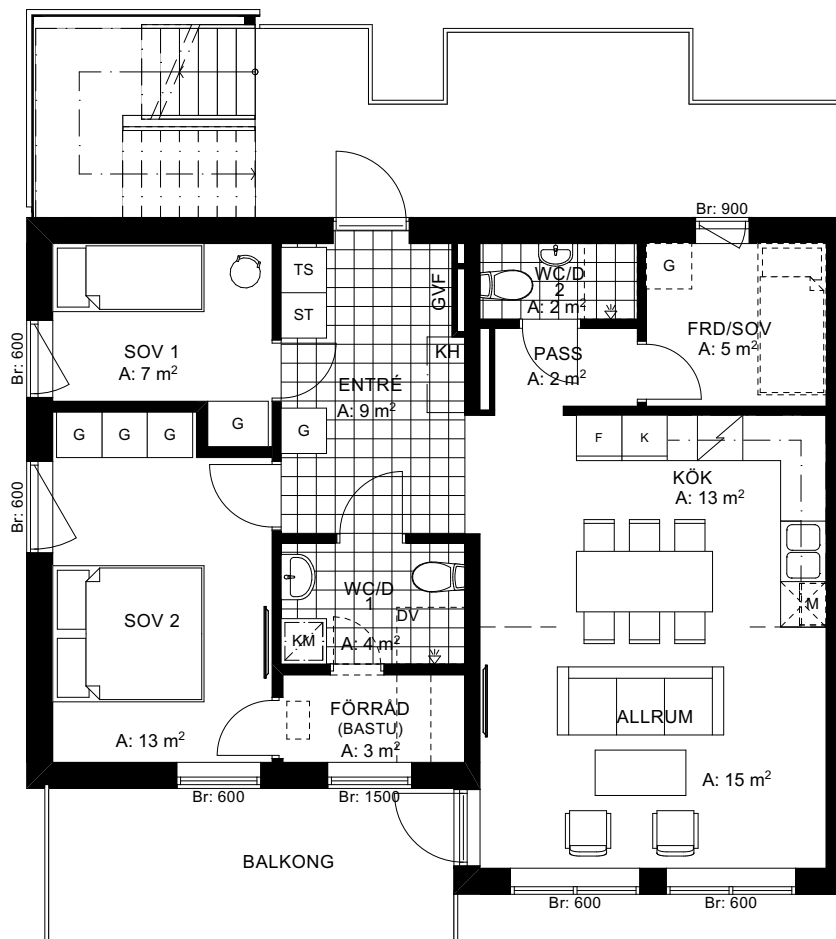 Br: 900
TS
GVF
WC/D
2
A: 2 m²
G
ST
FRD/SOV
A: 5 m²
Br: 600
SOV 1
A: 7 m²
KH
PASS
A: 2 m²
ENTRÉ
A: 9 m²
G
G
G
G
G
F
K
KÖK
A: 13 m²
Br: 600
WC/D
1
DV
M
SOV 2
KM
A: 4 m²
FÖRRÅD
(BASTU)
A: 3 m²
ALLRUM
A: 13 m²
A: 15 m²
Br: 600
Br: 1500
BALKONG
Br: 600
Br: 600